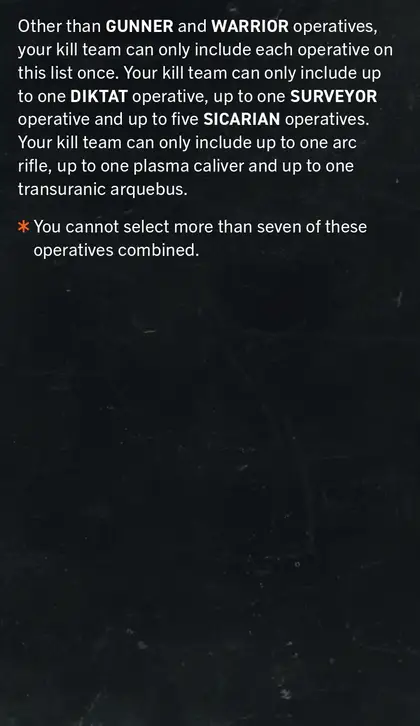 Other than GUNNER and WARRIOR operatives,
your kill team can only include each operative on
this list once. Your kill team can only include up
to one DIKTAT operative, up to one SURVEYOR
operative and up to five SICARIAN operatives.
Your kill team can only include up to one arc
rifle, up to one plasma caliver and up to one
transuranic arquebus.
* You cannot select more than seven of these
operatives combined.